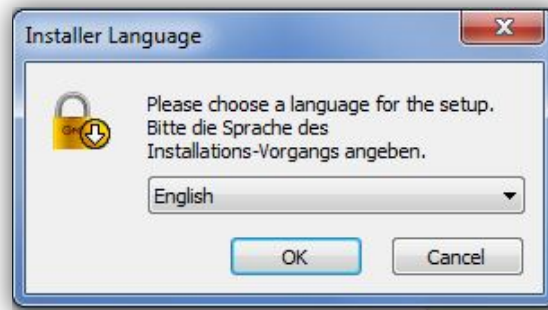 Installer Language
Please choose a language for the setup.
Bitte die Sprache des
Installations-Vorgangs angeben.
English
OK
Cancel